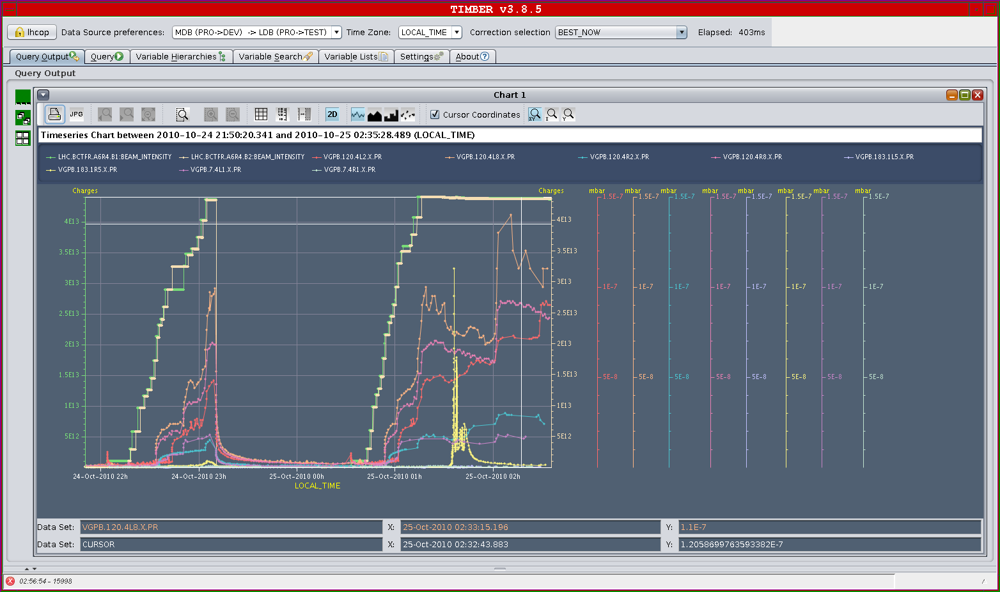 TIMBER v3.8.5
lhcop Data Source preferences: MDB (PRO->DEV) -> LDB (PRO->TEST) Time Zone: LOCAL_TIME Correction selection BEST_NOW Elapsed: 403ms
Query Output Query Variable Hierarchies Variable Search Variable Lists Settings About
Query Output
Chart 1
JPG 2D Cursor Coordinates XY X Y
Timeseries Chart between 2010-10-24 21:50:20.341 and 2010-10-25 02:35:28.489 (LOCAL_TIME)
LHC.BCTFR.A6R4.B1:BEAM_INTENSITY LHC.BCTFR.A6R4.B2:BEAM_INTENSITY VGPB.120.4L2.X.PR VGPB.120.4L8.X.PR VGPB.120.4R2.X.PR VGPB.120.4R8.X.PR VGPB.183.1L5.X.PR
VGPB.183.1R5.X.PR VGPB.7.4L1.X.PR VGPB.7.4R1.X.PR
Charges Charges mbar mbar mbar mbar mbar mbar mbar mbar
1.5E-7 1.5E-7 1.5E-7 1.5E-7 1.5E-7 1.5E-7 1.5E-7 1.5E-7
4E13 4E13
3.5E13 3.5E13
3E13 3E13 1E-7 1E-7 1E-7 1E-7 1E-7 1E-7 1E-7 1E-7
2.5E13 2.5E13
2E13 2E13
1.5E13 1.5E13 5E-8 5E-8 5E-8 5E-8 5E-8 5E-8 5E-8 5E-8
1E13 1E13
5E12 5E12
24-Oct-2010 22h 24-Oct-2010 23h 25-Oct-2010 00h 25-Oct-2010 01h 25-Oct-2010 02h
LOCAL_TIME
Data Set: VGPB.120.4L8.X.PR X: 25-Oct-2010 02:33:15.196 Y: 1.1E-7
Data Set: CURSOR X: 25-Oct-2010 02:32:43.883 Y: 1.2058699763593382E-7
02:56:54 - 15998 /